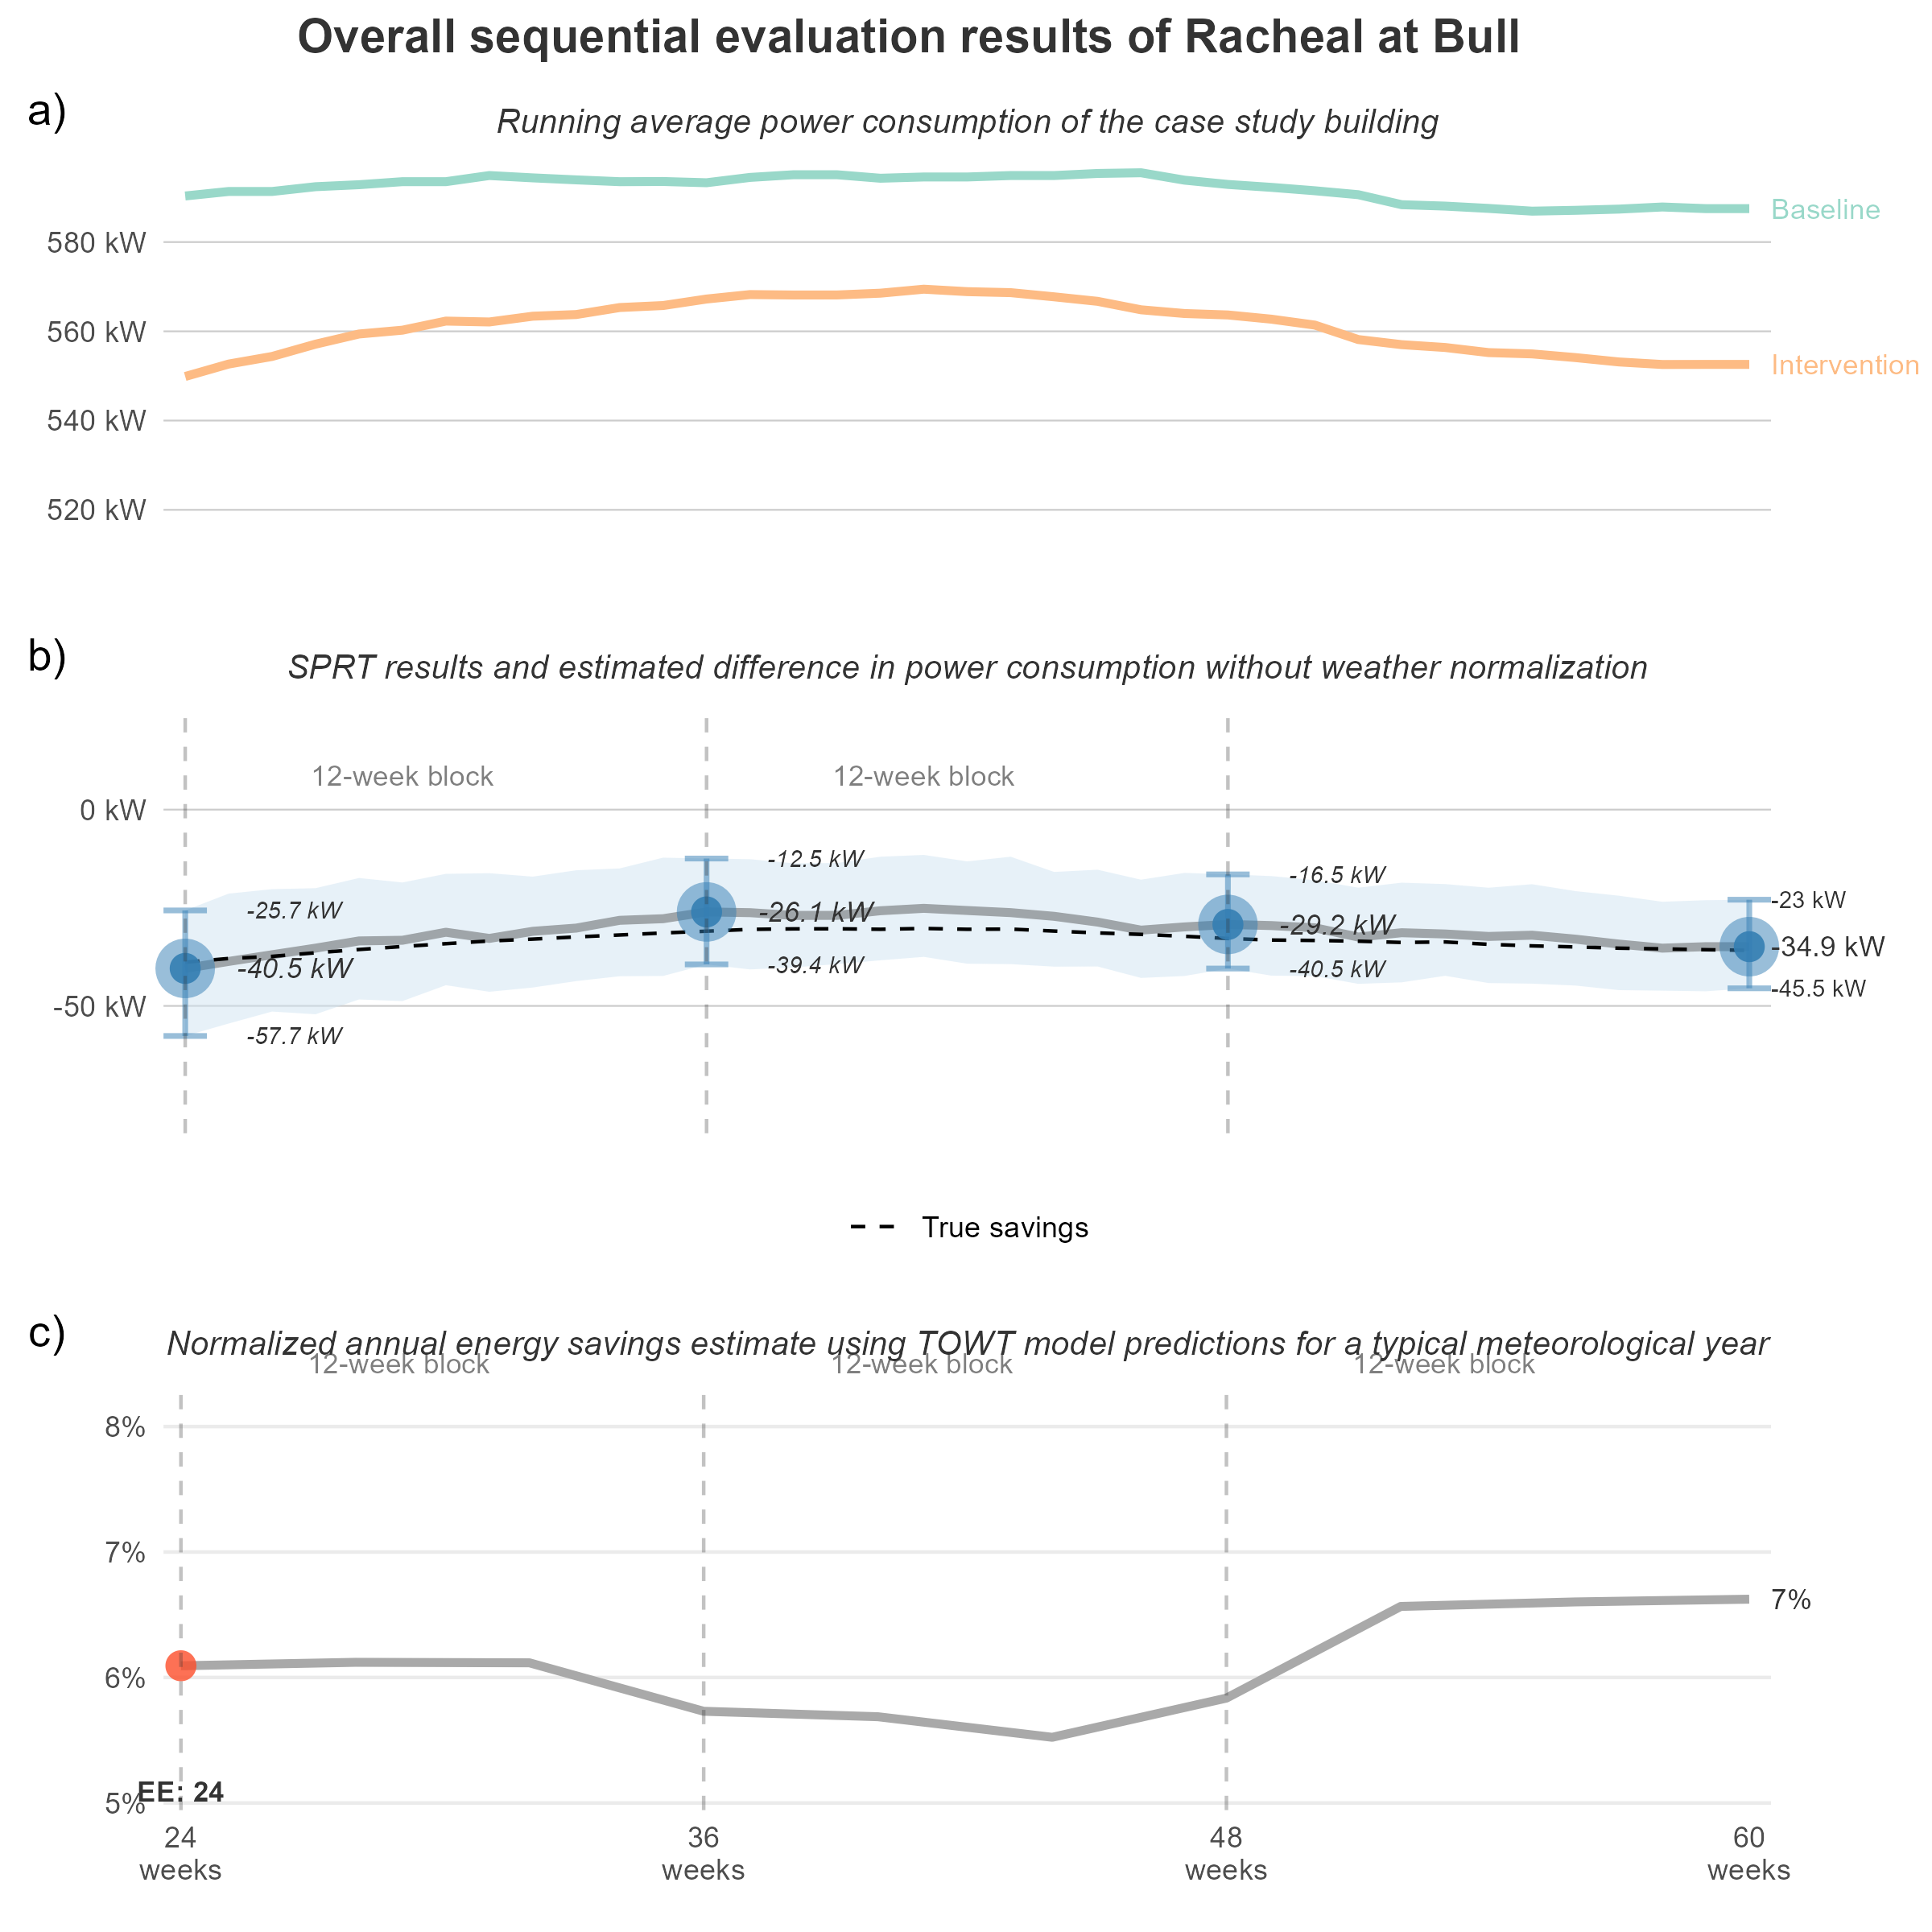 Overall sequential evaluation results of Racheal at Bull
a)
Running average power consumption of the case study building
Baseline
580 kW
560 kW
Intervention
540 kW
520 kW
b)
SPRT results and estimated difference in power consumption without weather normalization
12-week block
12-week block
0 kW
-12.5 kW
-16.5 kW
-25.7 kW
-23 kW
-26.1 kW
-29.2 kW
-40.5 kW
-34.9 kW
-39.4 kW
-40.5 kW
-45.5 kW
-50 kW
-57.7 kW
True savings
c)
Normalized annual energy savings estimate using TOWT model predictions for a typical meteorological year
12-week block
12-week block
12-week block
8%
7%
7%
6%
EE: 24
5%
24
weeks
36
weeks
48
weeks
60
weeks